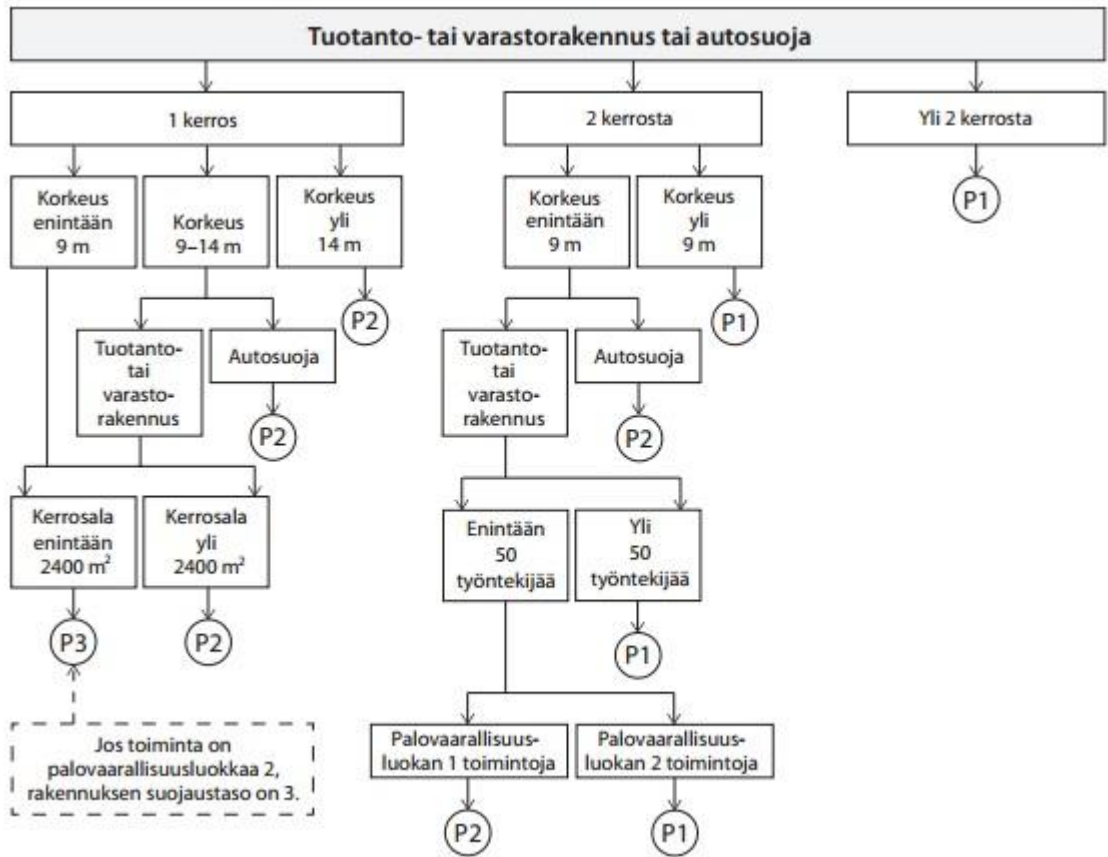 Tuotanto- tai varastorakennus tai autosuoja
1 kerros
2 kerrosta
Yli 2 kerrosta
Korkeus
enintään
9 m
Korkeus
9–14 m
Korkeus
yli
14 m
Korkeus
enintään
9 m
Korkeus
yli
9 m
P1
P2
P1
Tuotanto-
tai
varasto-
rakennus
Autosuoja
Tuotanto-
tai
varasto-
rakennus
Autosuoja
P2
P2
Kerrosala
enintään
2400 m²
Kerrosala
yli
2400 m²
Enintään
50
työntekijää
Yli
50
työntekijää
P3
P2
P1
Jos toiminta on
palovaarallisuusluokkaa 2,
rakennuksen suojaustaso on 3.
Palovaarallisuus-
luokan 1 toimintoja
Palovaarallisuus-
luokan 2 toimintoja
P2
P1